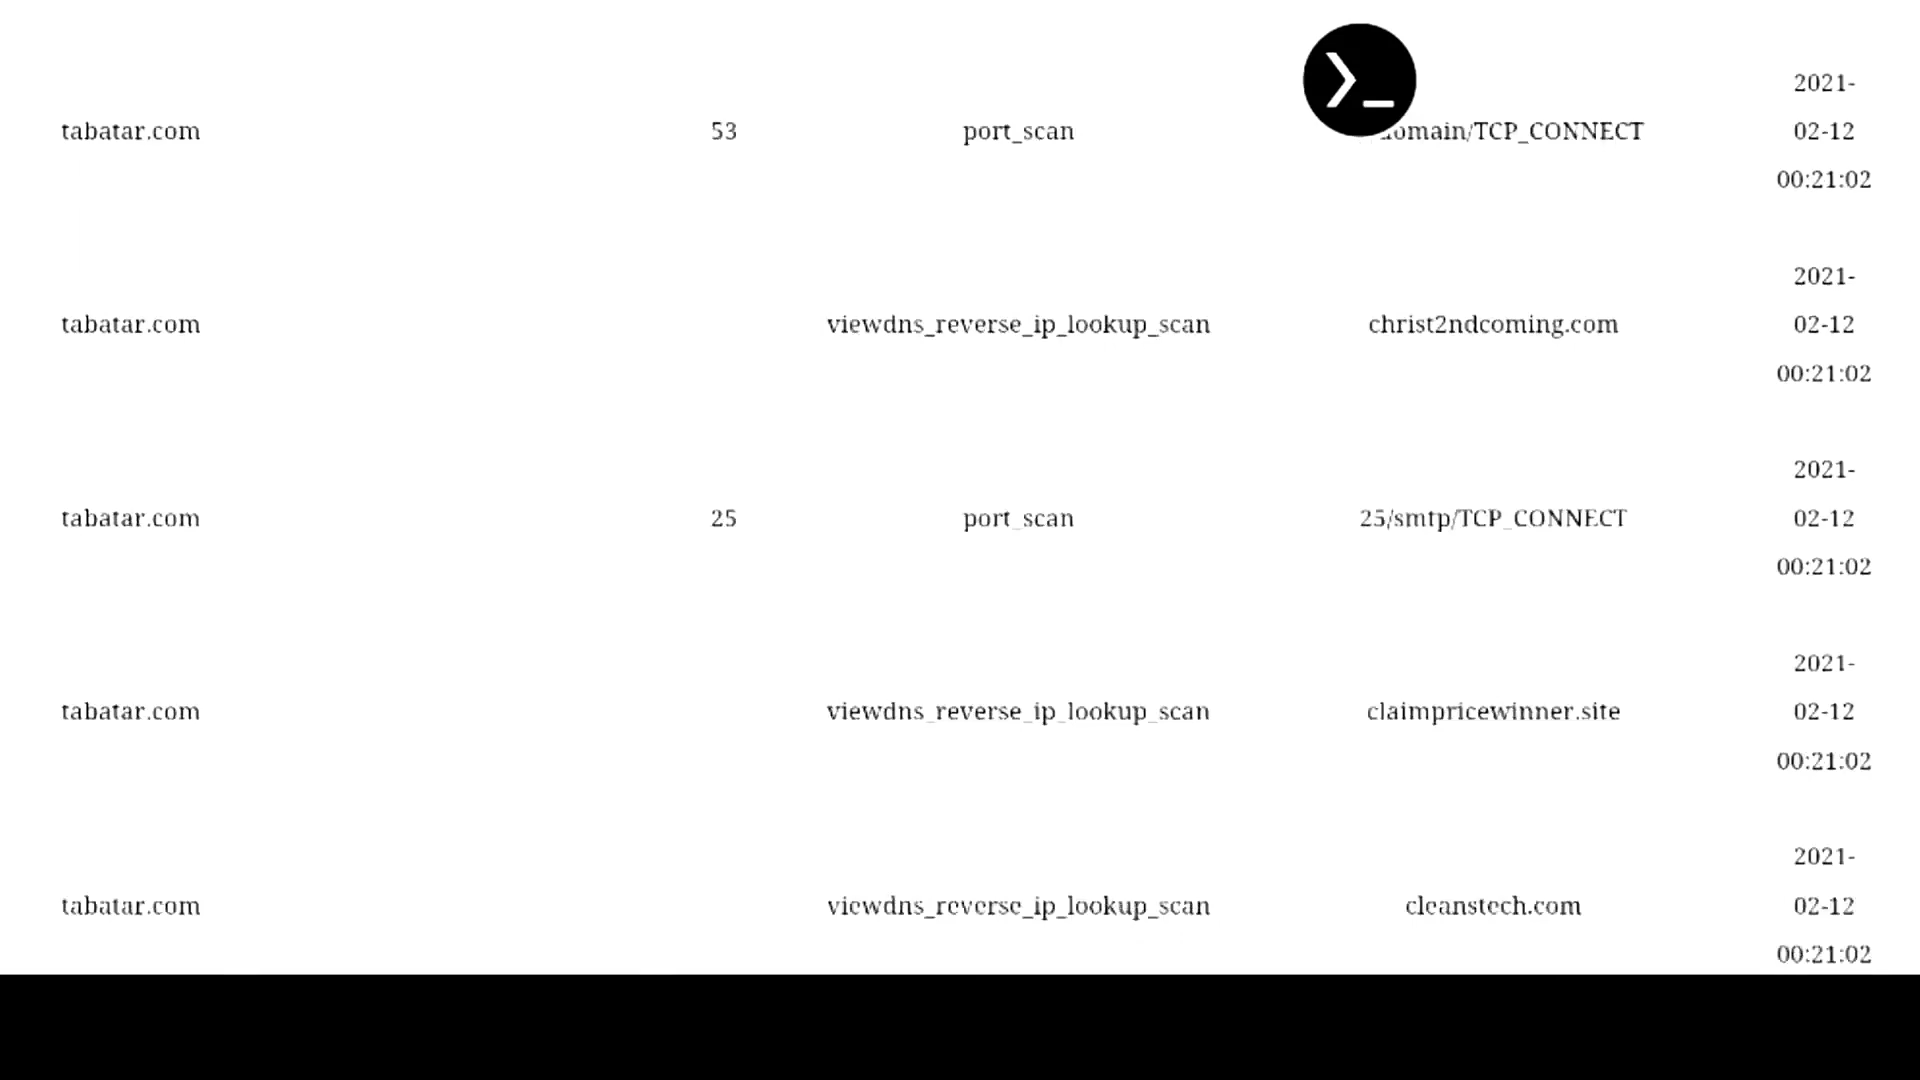 2021-
tabatar.com 53 port_scan /TCP_CONNECT 02-12
00:21:02
2021-
tabatar.com viewdns_reverse_ip_lookup_scan christ2ndcoming.com 02-12
00:21:02
2021-
tabatar.com 25 port_scan 25/smtp/TCP_CONNECT 02-12
00:21:02
2021-
tabatar.com viewdns_reverse_ip_lookup_scan claimpricewinner.site 02-12
00:21:02
2021-
tabatar.com viewdns_reverse_ip_lookup_scan cleanstech.com 02-12
00:21:02